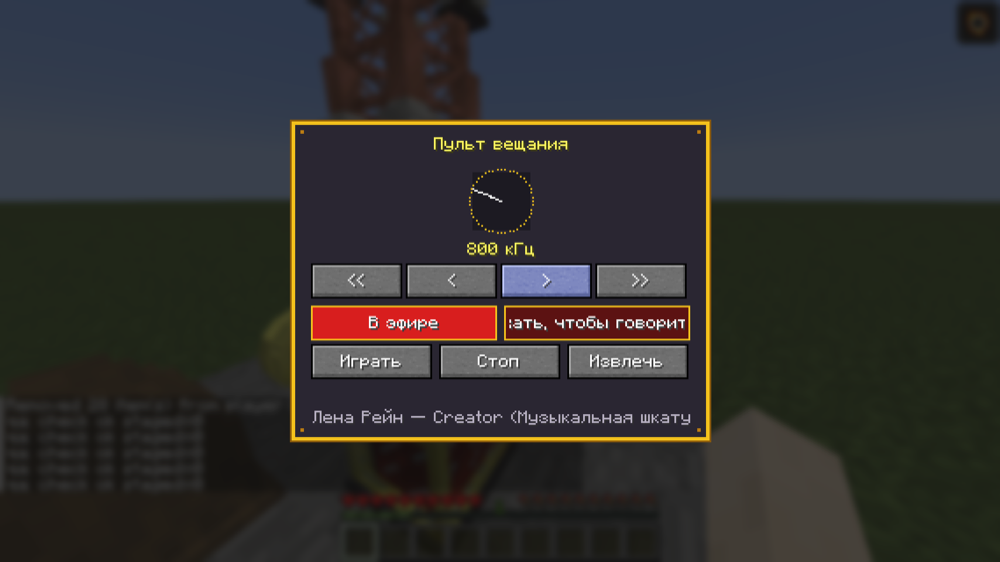 Пульт вещания
800 кГц
<< < > >>
В эфире :ать, чтобы говорит
Играть Стоп Извлечь
Лена Рейн — Creator (Музыкальная шкату